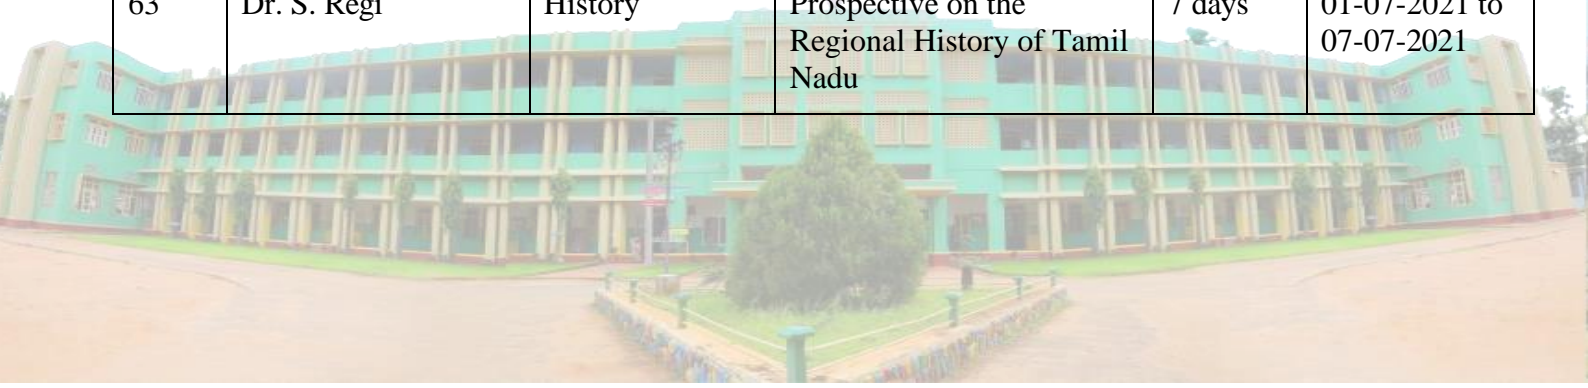 63 Dr. S. Regi History Prospective on the 7 days 01-07-2021 to
Regional History of Tamil 07-07-2021
Nadu